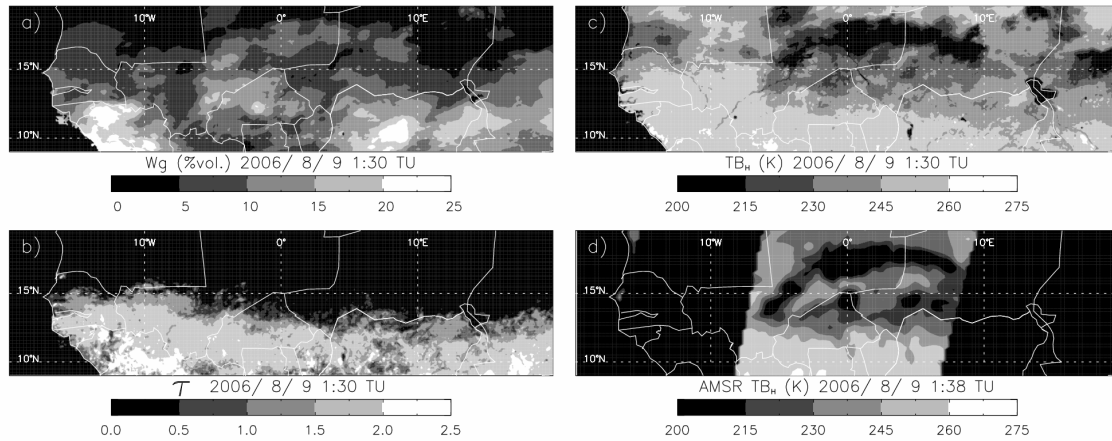 a)
10°W 0° 10°E
15°N
10°N
Wg (%vol.) 2006/ 8/ 9 1:30 TU
0 5 10 15 20 25
b)
10°W 0° 10°E
15°N
10°N
τ 2006/ 8/ 9 1:30 TU
0.0 0.5 1.0 1.5 2.0 2.5
c)
10°W 0° 10°E
15°N
10°N
TB_H (K) 2006/ 8/ 9 1:30 TU
200 215 230 245 260 275
d)
10°W 0° 10°E
15°N
10°N
AMSR TB_H (K) 2006/ 8/ 9 1:38 TU
200 215 230 245 260 275